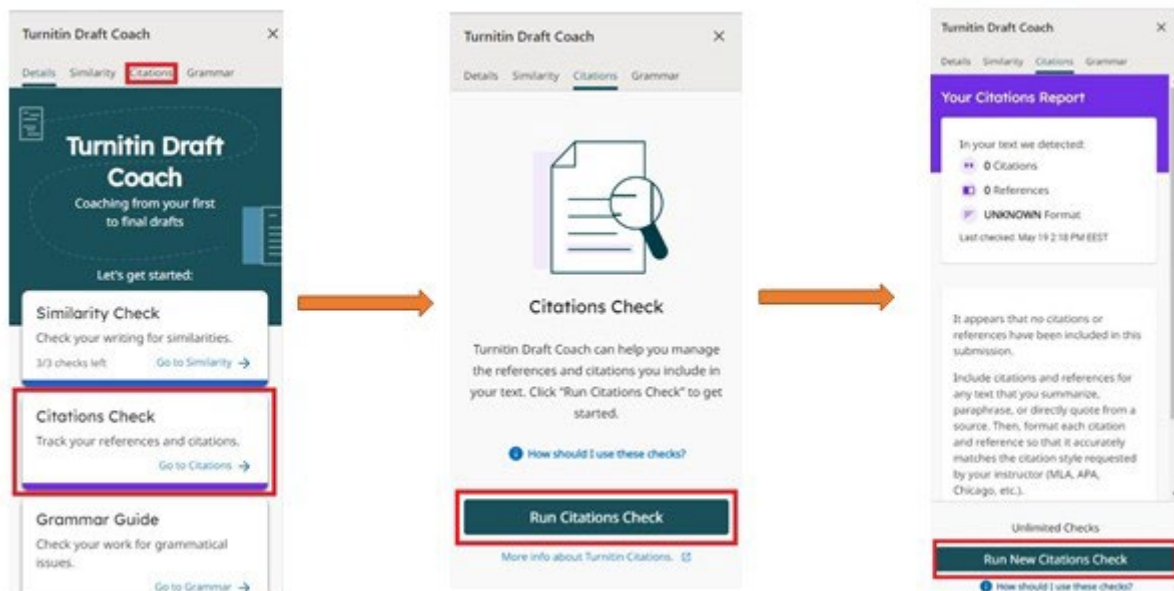 Turnitin Draft Coach
Details Similarity Citations Grammar
Turnitin Draft
Coach
Coaching from your first
to final drafts
Let's get started:
Similarity Check
Check your writing for similarities.
3/3 checks left Go to Similarity →
Citations Check
Track your references and citations.
Go to Citations →
Grammar Guide
Check your work for grammatical
issues.
Go to Grammar →
Turnitin Draft Coach
Details Similarity Citations Grammar
Citations Check
Turnitin Draft Coach can help you manage
the references and citations you include in
your text. Click "Run Citations Check" to get
started.
How should I use these checks?
Run Citations Check
More info about Turnitin Citations.
Turnitin Draft Coach
Details Similarity Citations Grammar
Your Citations Report
In your text we detected:
0 Citations
0 References
UNKNOWN Format
Last checked: May 19 2:18 PM EEST
It appears that no citations or
references have been included in this
submission.
Include citations and references for
any text that you summarize,
paraphrase, or directly quote from a
source. Then, format each citation
and reference so that it accurately
matches the citation style requested
by your instructor (MLA, APA,
Chicago, etc.).
Unlimited Checks
Run New Citations Check
How should I use these checks?